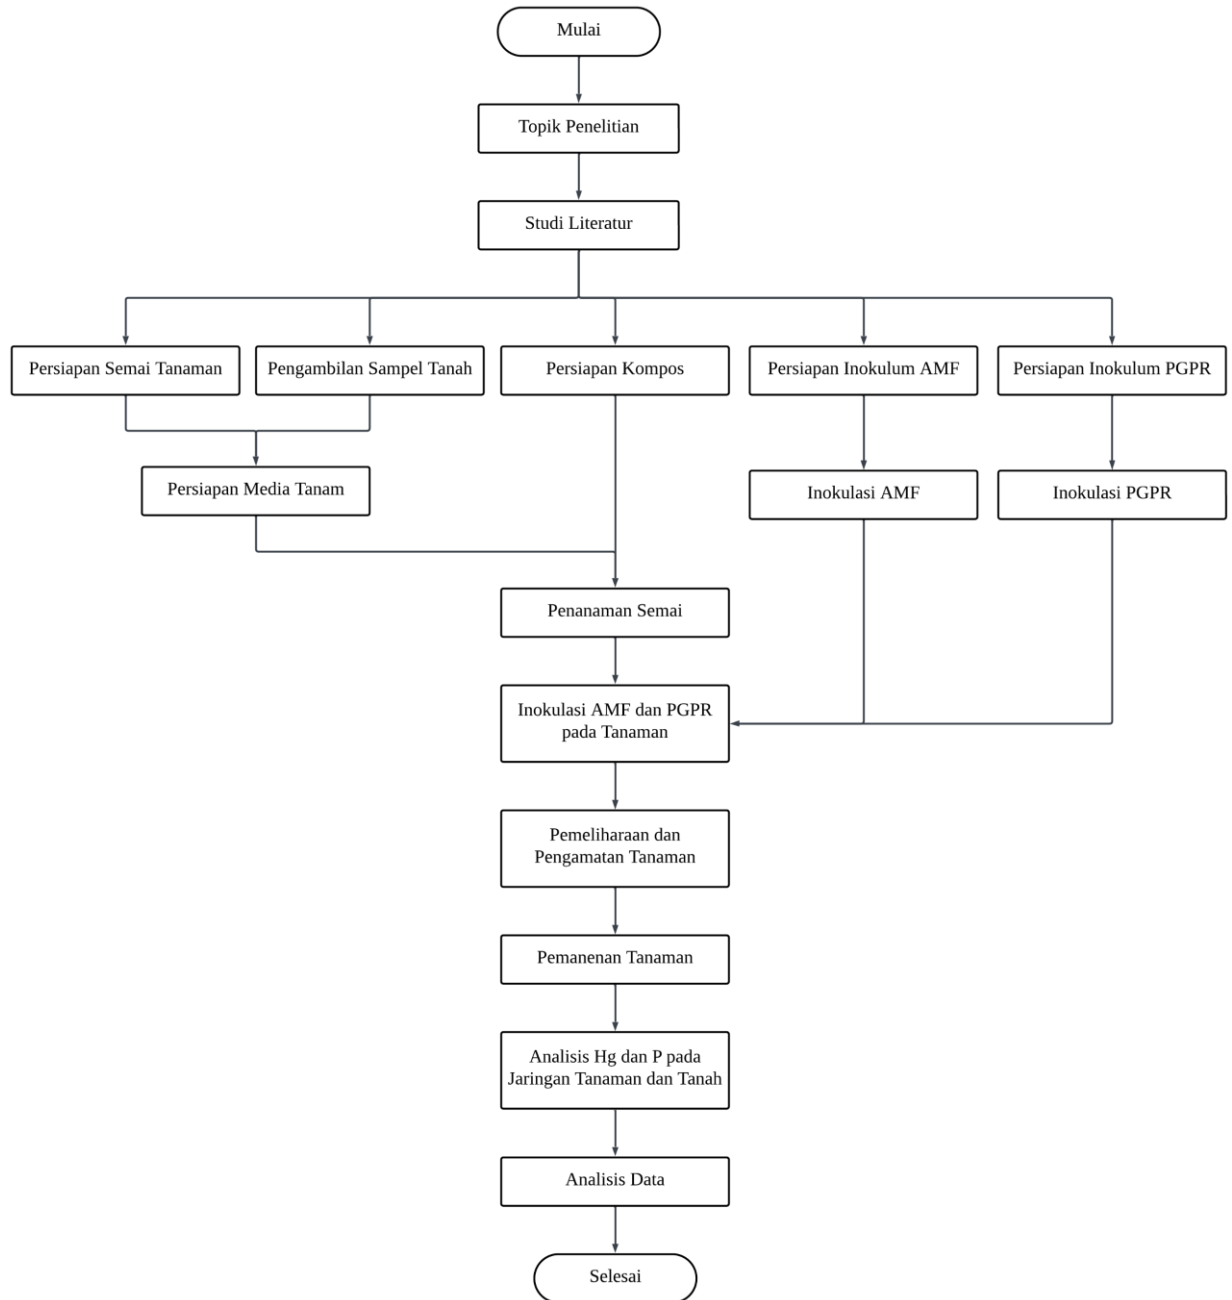 Mulai
Topik Penelitian
Studi Literatur
Persiapan Semai Tanaman
Pengambilan Sampel Tanah
Persiapan Kompos
Persiapan Inokulum AMF
Persiapan Inokulum PGPR
Persiapan Media Tanam
Inokulasi AMF
Inokulasi PGPR
Penanaman Semai
Inokulasi AMF dan PGPR
pada Tanaman
Pemeliharaan dan
Pengamatan Tanaman
Pemanenan Tanaman
Analisis Hg dan P pada
Jaringan Tanaman dan Tanah
Analisis Data
Selesai